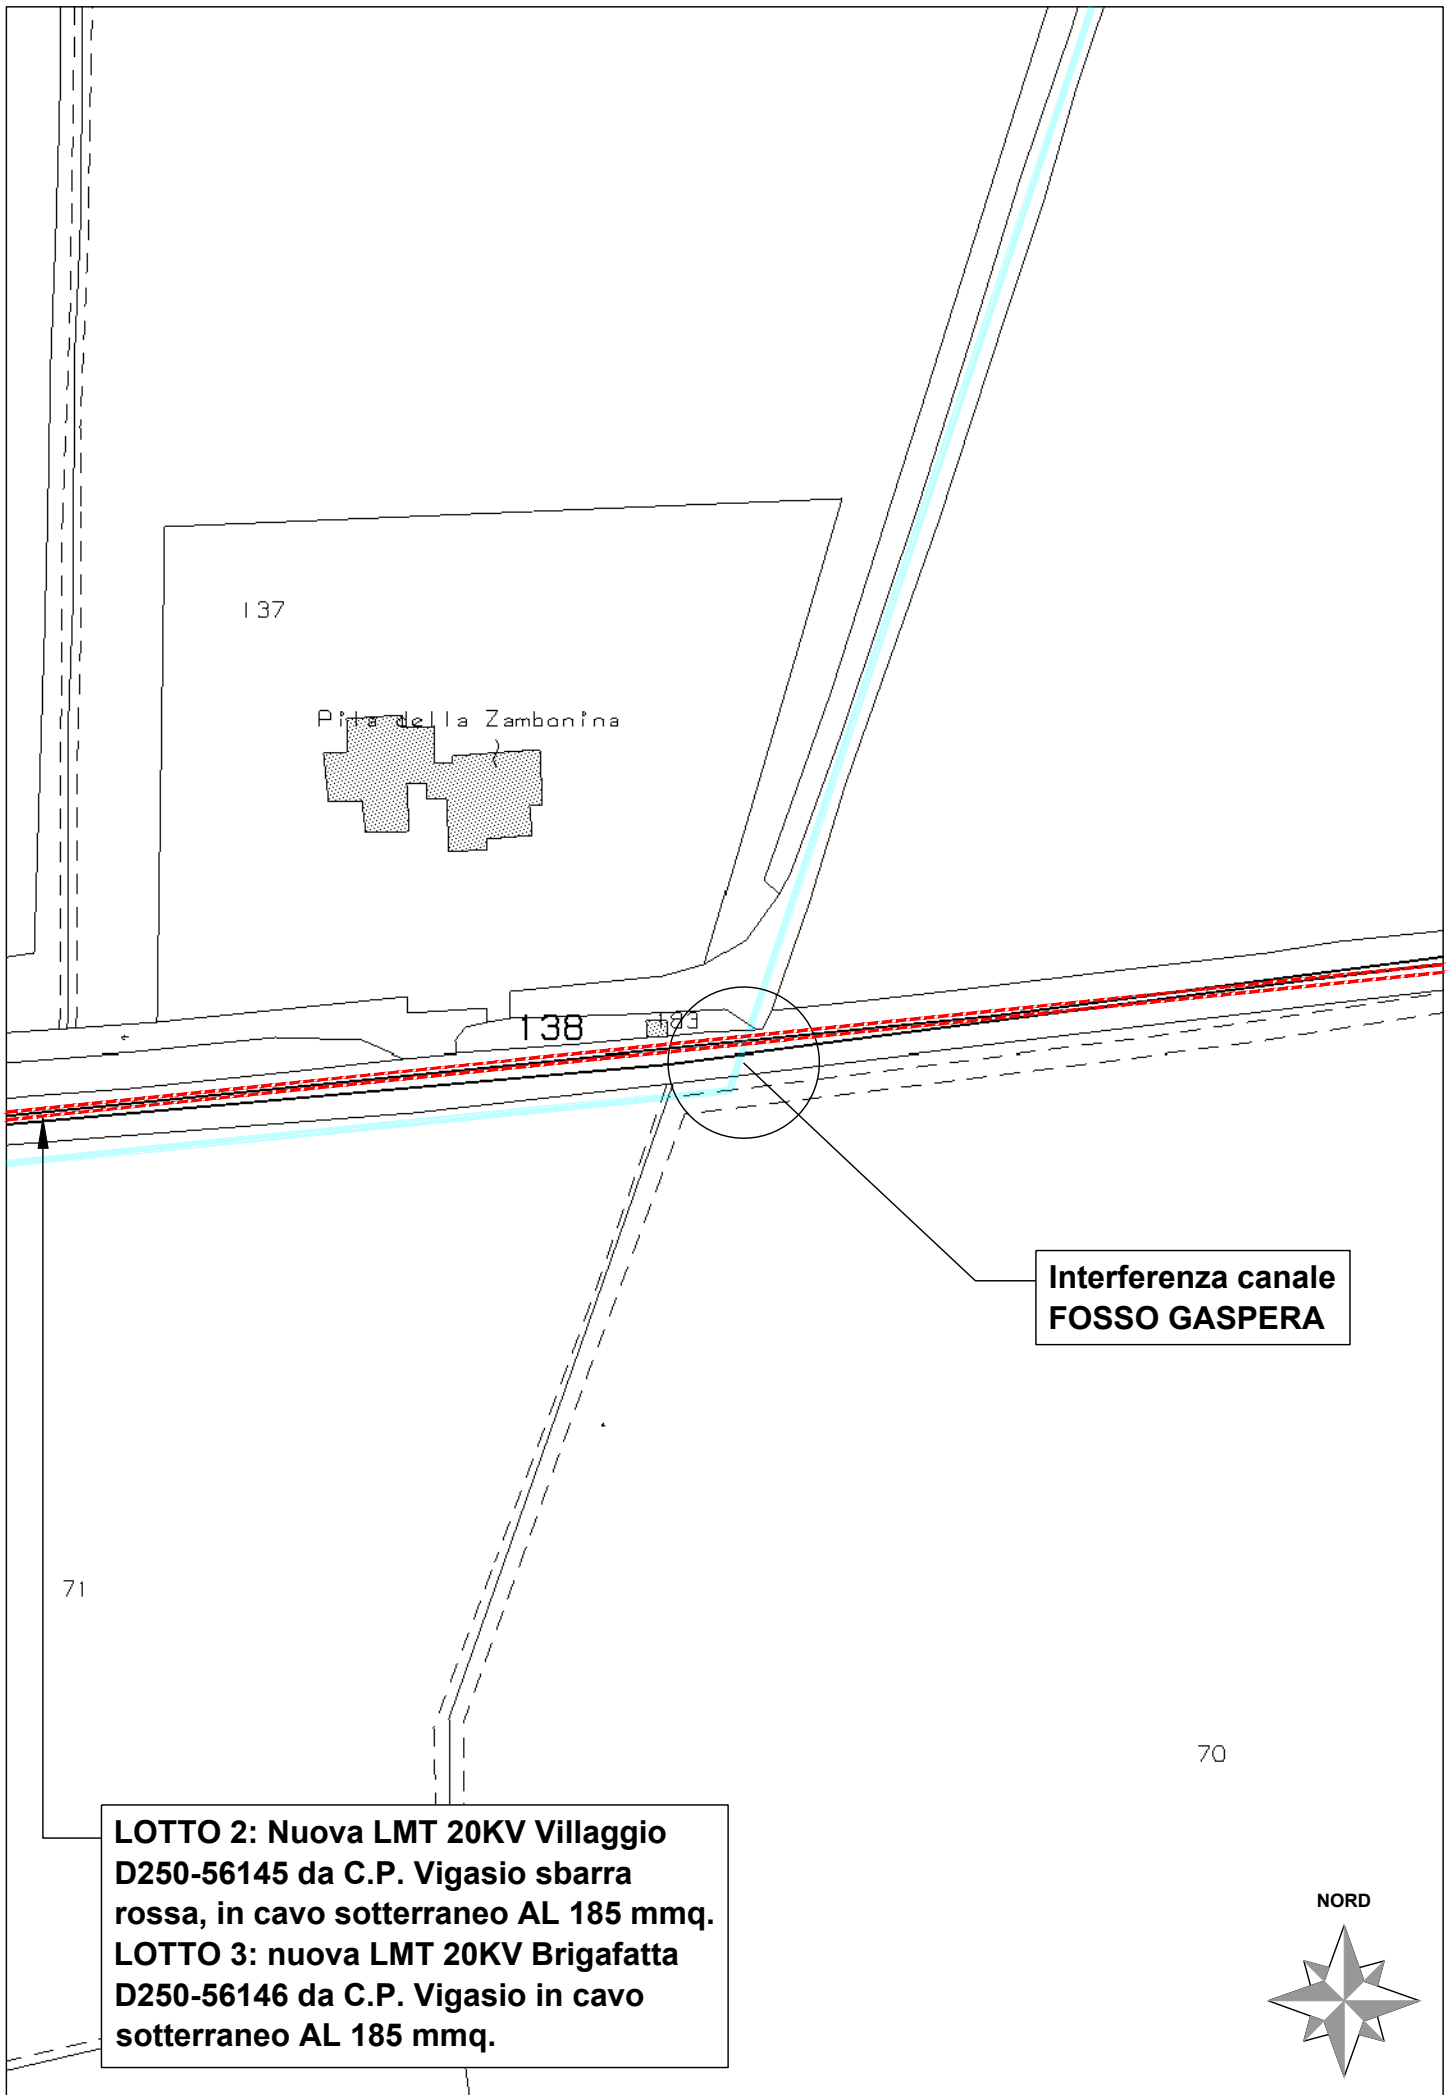 137
Pila della Zambonina
138
183
Interferenza canale
FOSSO GASPERA
71
70
LOTTO 2: Nuova LMT 20KV Villaggio
D250-56145 da C.P. Vigasio sbarra
rossa, in cavo sotterraneo AL 185 mmq.
LOTTO 3: nuova LMT 20KV Brigafatta
D250-56146 da C.P. Vigasio in cavo
sotterraneo AL 185 mmq.
NORD